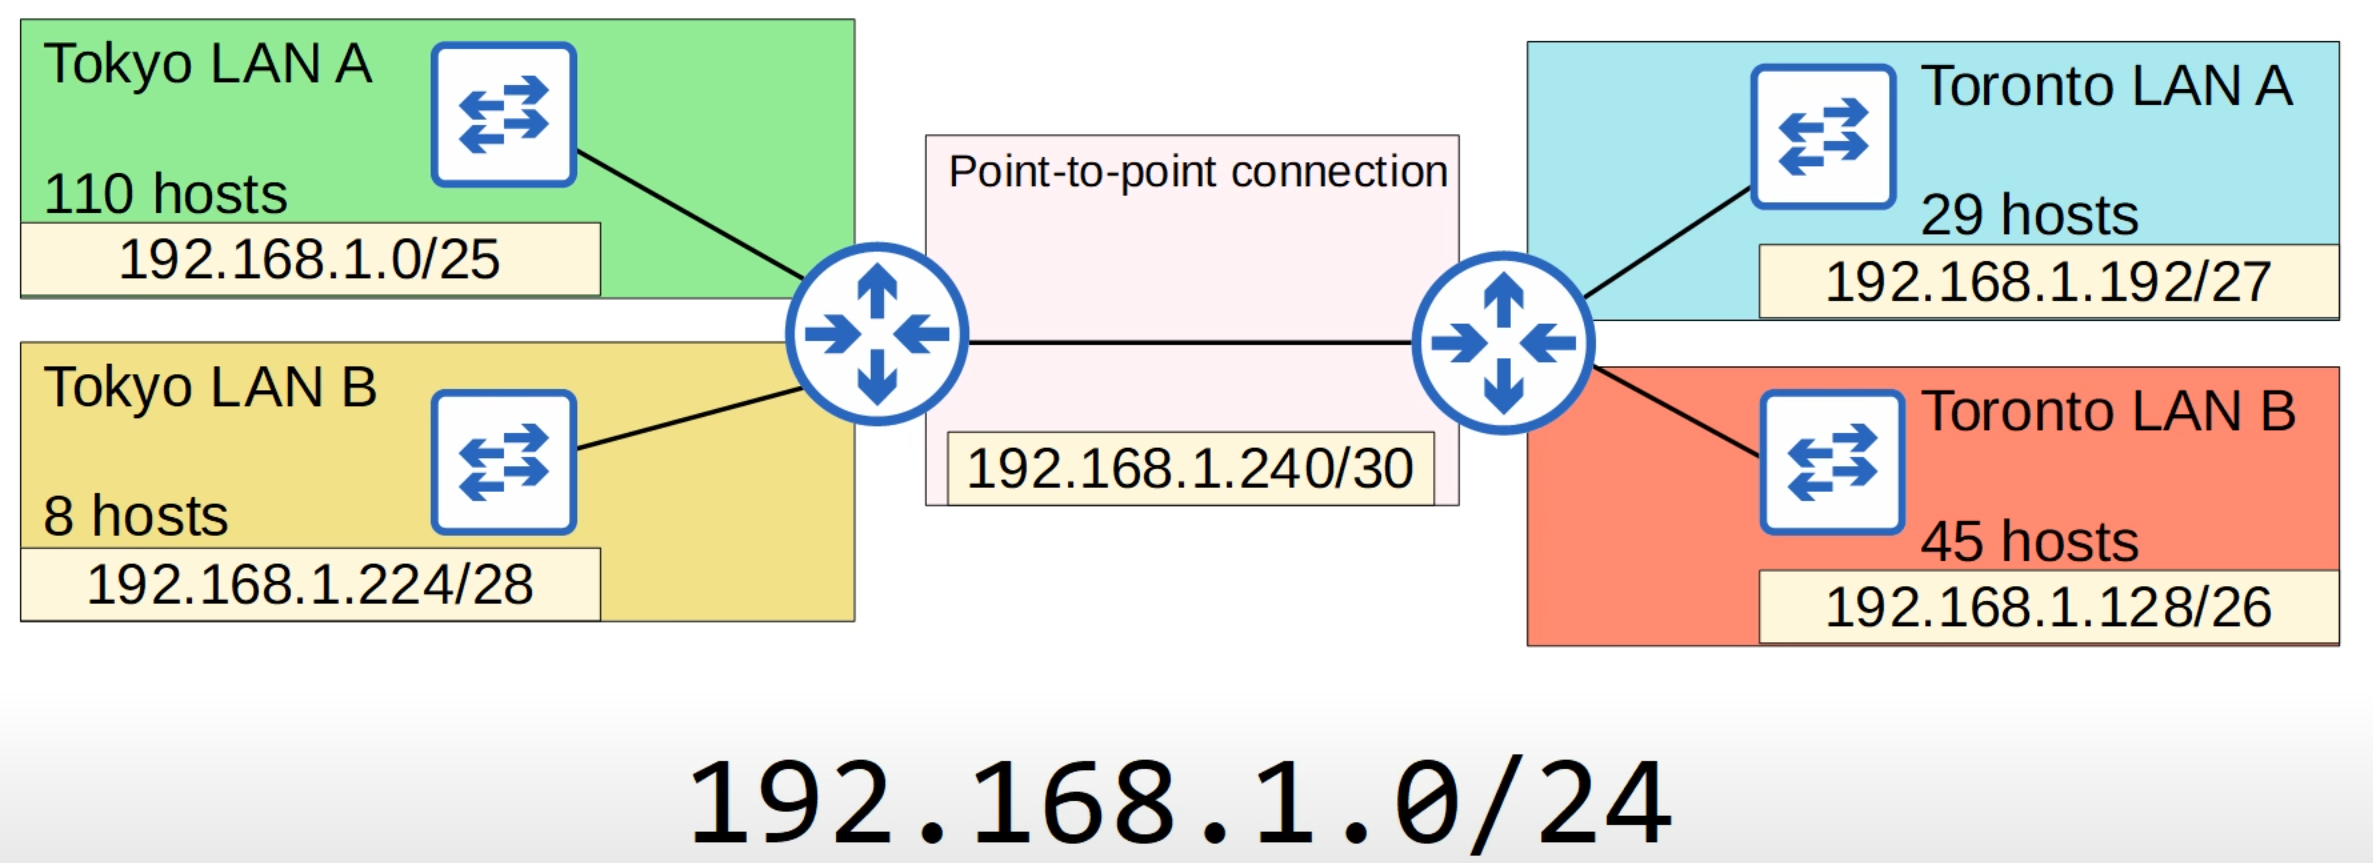 Tokyo LAN A
110 hosts
192.168.1.0/25
Tokyo LAN B
8 hosts
192.168.1.224/28
Point-to-point connection
192.168.1.240/30
Toronto LAN A
29 hosts
192.168.1.192/27
Toronto LAN B
45 hosts
192.168.1.128/26
192.168.1.0/24